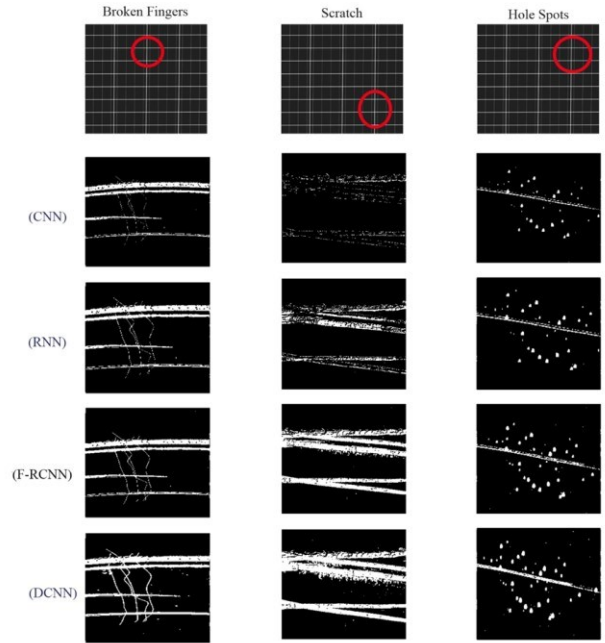 Broken Fingers
Scratch
Hole Spots
(CNN)
(RNN)
(F-RCNN)
(DCNN)